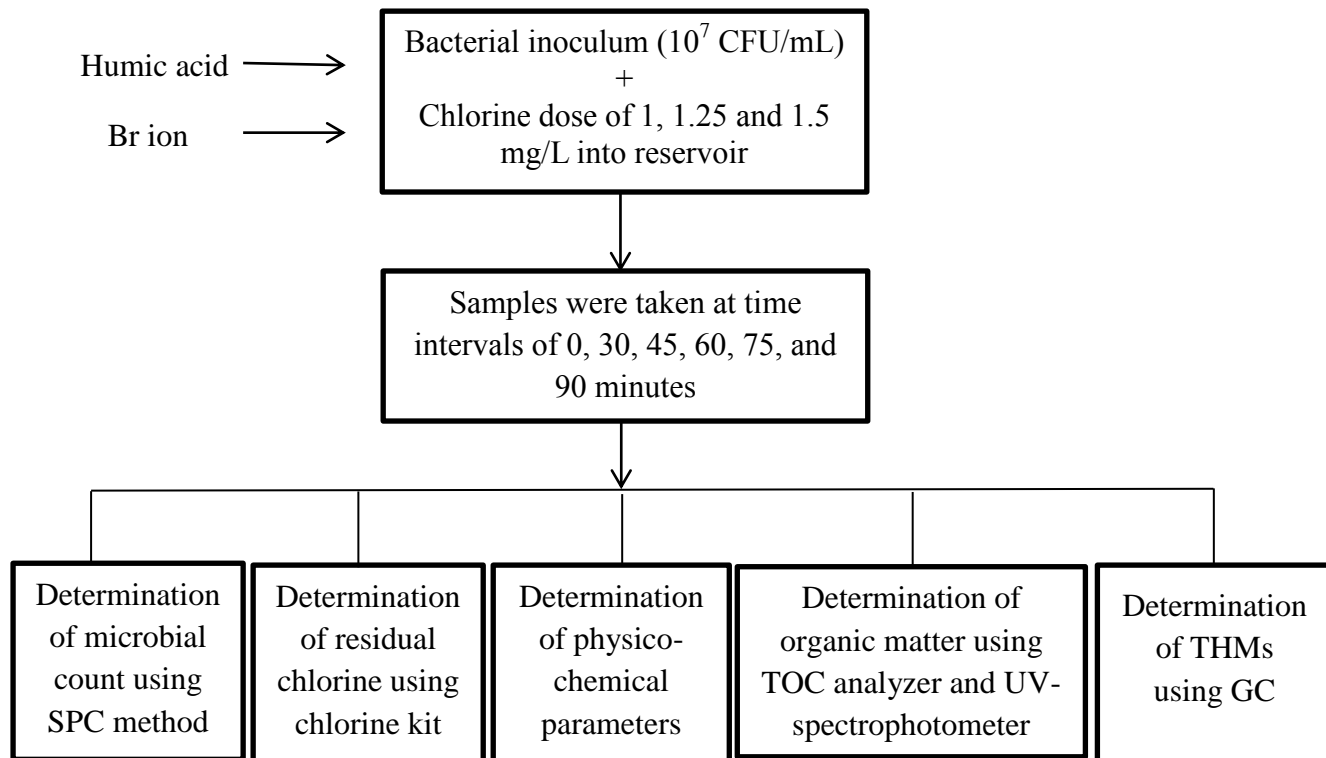 Humic acid
Br ion
Bacterial inoculum (10⁷ CFU/mL)
+
Chlorine dose of 1, 1.25 and 1.5
mg/L into reservoir
Samples were taken at time
intervals of 0, 30, 45, 60, 75, and
90 minutes
Determination
of microbial
count using
SPC method
Determination
of residual
chlorine using
chlorine kit
Determination
of physico-
chemical
parameters
Determination of
organic matter using
TOC analyzer and UV-
spectrophotometer
Determination
of THMs
using GC